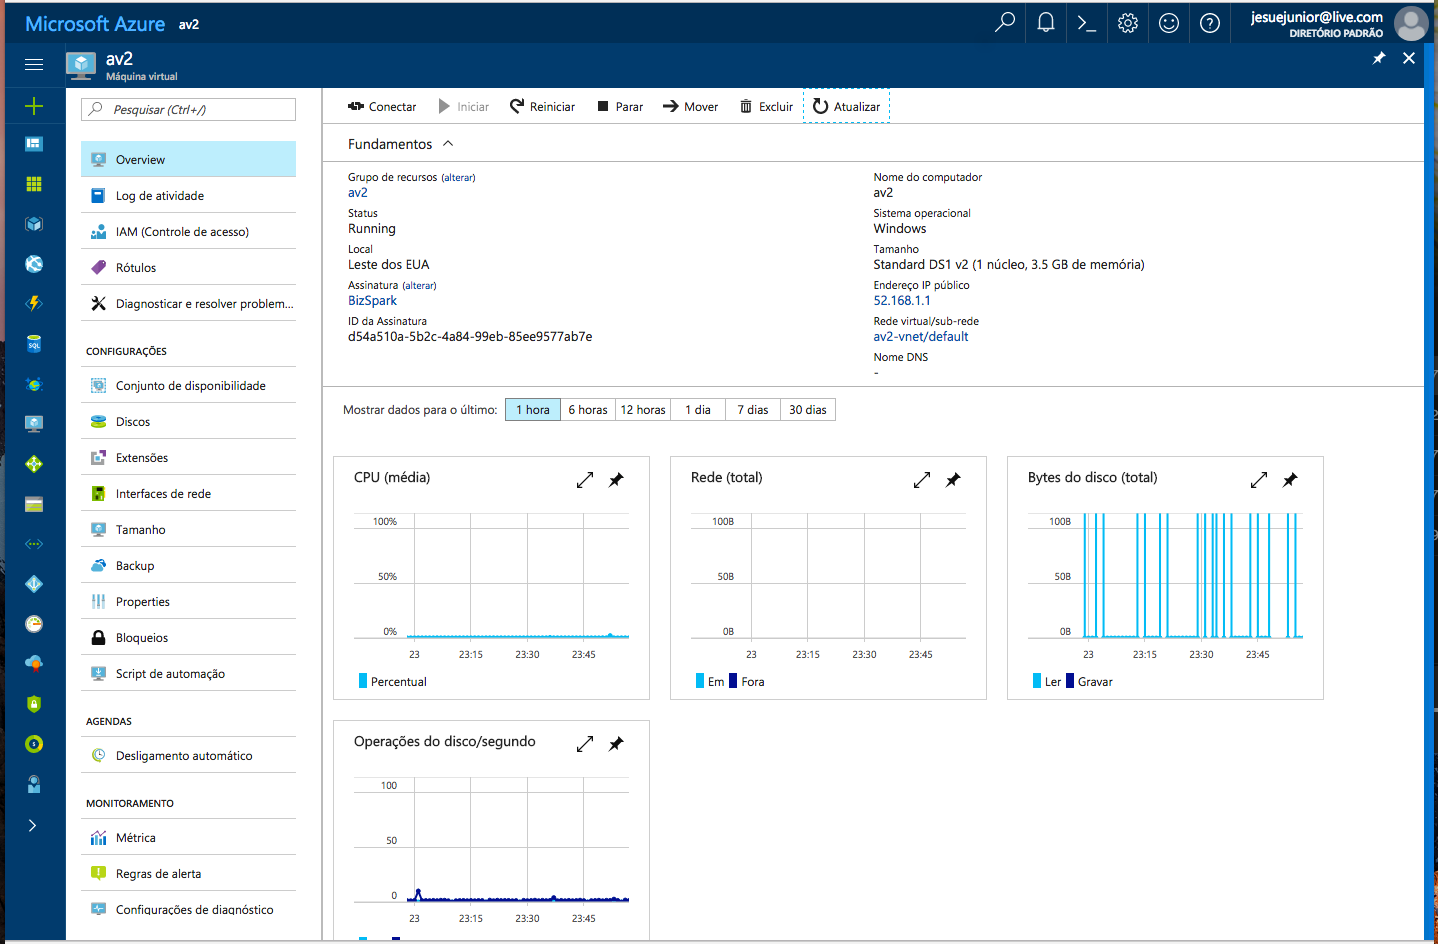 Microsoft Azure av2
jesuejunior@live.com
DIRETÓRIO PADRÃO
av2
Máquina virtual
Pesquisar (Ctrl+/)
Overview
Log de atividade
IAM (Controle de acesso)
Rótulos
Diagnosticar e resolver problem...
CONFIGURAÇÕES
Conjunto de disponibilidade
Discos
Extensões
Interfaces de rede
Tamanho
Backup
Properties
Bloqueios
Script de automação
AGENDAS
Desligamento automático
MONITORAMENTO
Métrica
Regras de alerta
Configurações de diagnóstico
Conectar Iniciar Reiniciar Parar Mover Excluir Atualizar
Fundamentos
Grupo de recursos (alterar)
av2
Status
Running
Local
Leste dos EUA
Assinatura (alterar)
BizSpark
ID da Assinatura
d54a510a-5b2c-4a84-99eb-85ee9577ab7e
Nome do computador
av2
Sistema operacional
Windows
Tamanho
Standard DS1 v2 (1 núcleo, 3.5 GB de memória)
Endereço IP público
52.168.1.1
Rede virtual/sub-rede
av2-vnet/default
Nome DNS
-
Mostrar dados para o último: 1 hora 6 horas 12 horas 1 dia 7 dias 30 dias
CPU (média)
100%
50%
0%
23 23:15 23:30 23:45
Percentual
Rede (total)
100B
50B
0B
23 23:15 23:30 23:45
Em Fora
Bytes do disco (total)
100B
50B
0B
23 23:15 23:30 23:45
Ler Gravar
Operações do disco/segundo
100
50
0
23 23:15 23:30 23:45